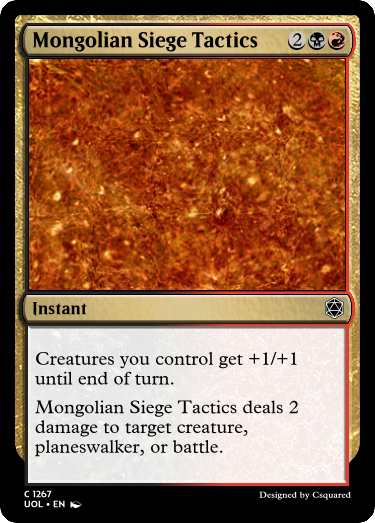 Mongolian Siege Tactics 2
Instant
Creatures you control get +1/+1
until end of turn.
Mongolian Siege Tactics deals 2
damage to target creature,
planeswalker, or battle.
C 1267
UOL • EN
Designed by Csquared